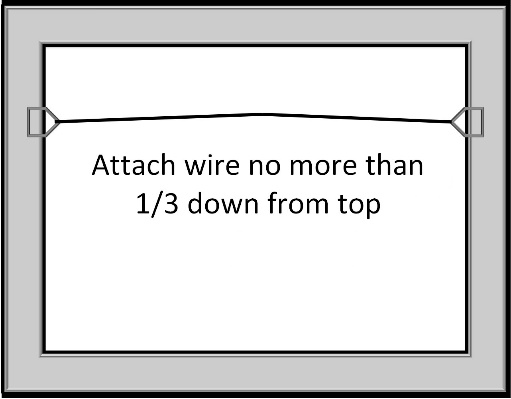 Attach wire no more than
1/3 down from top